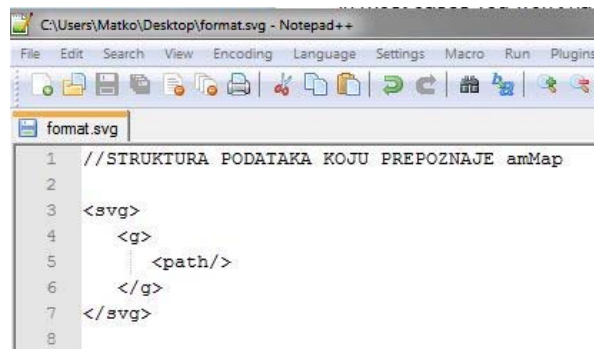 C:\Users\Matko\Desktop\format.svg - Notepad++
File Edit Search View Encoding Language Settings Macro Run Plugins
format.svg
1 //STRUKTURA PODATAKA KOJU PREPOZNAJE amMap
2
3 <svg>
4 <g>
5 <path/>
6 </g>
7 </svg>
8